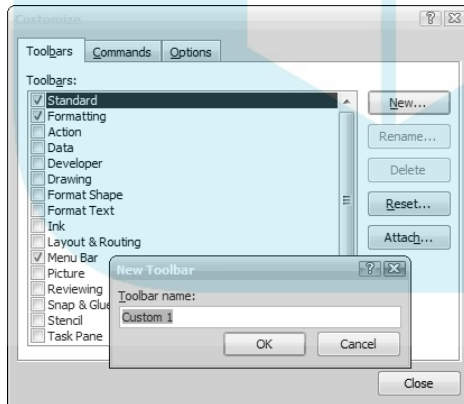 Customize
Toolbars Commands Options
Toolbars:
Standard
Formatting
Action
Data
Developer
Drawing
Format Shape
Format Text
Ink
Layout & Routing
Menu Bar
Picture
Reviewing
Snap & Glue
Stencil
Task Pane
New...
Rename...
Delete
Reset...
Attach...
New Toolbar
Toolbar name:
Custom 1
OK Cancel
Close